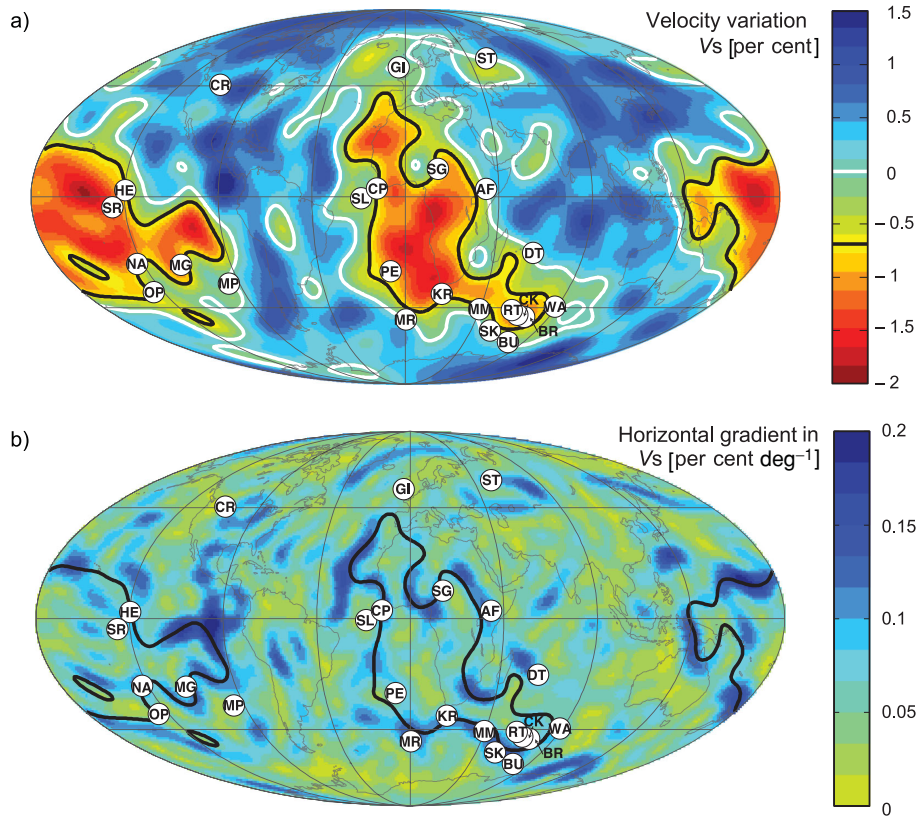 a)
Velocity variation
Vs [per cent]
1.5
1
0.5
0
−0.5
−1
−1.5
−2
GI
ST
CR
SG
HE
SR
CP
SL
AF
NA
MG
MP
OP
PE
DT
KR
MR
MM
RT
CK
WA
SK
BR
BU
b)
Horizontal gradient in
Vs [per cent deg⁻¹]
0.2
0.15
0.1
0.05
0
GI
ST
CR
SG
HE
SR
CP
SL
AF
NA
MG
MP
OP
PE
DT
KR
MR
MM
RT
CK
WA
SK
BR
BU